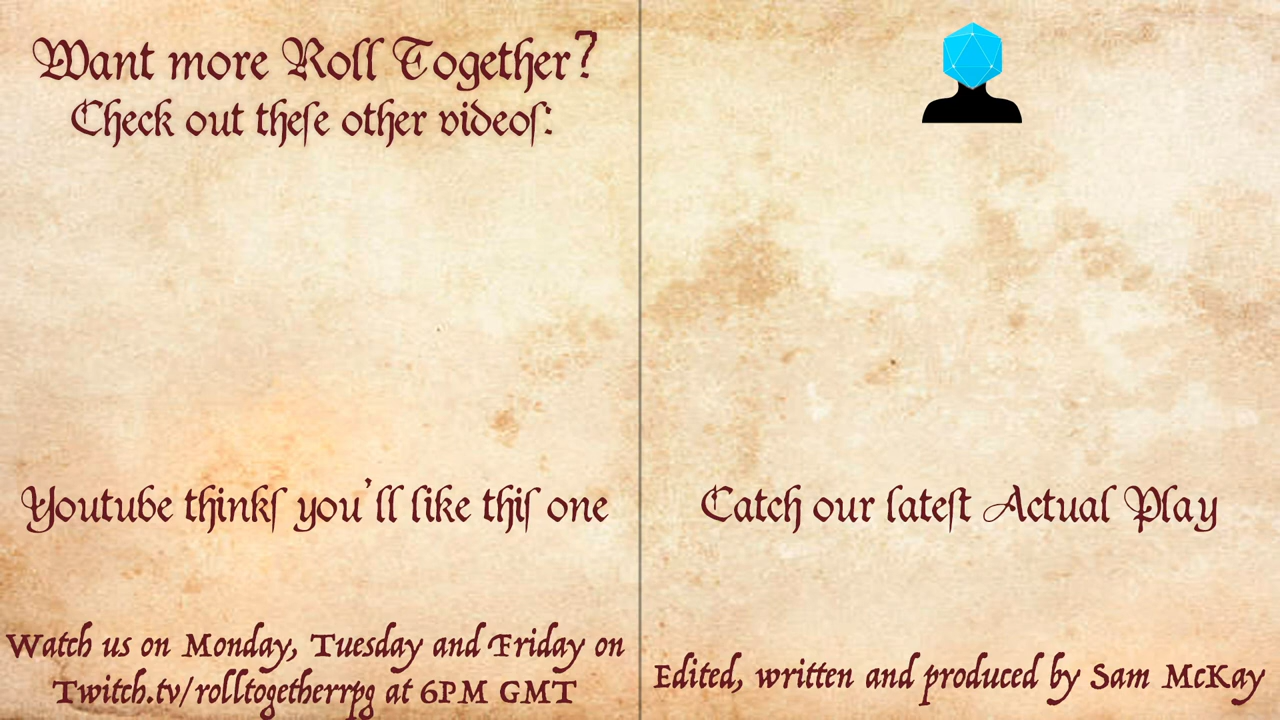 Want more Roll Together?
Check out theſe other videoſ:
Youtube thinkſ you'll like thiſ one
Watch us on Monday, Tuesday and Friday on
Twitch.tv/rolltogetherrpg at 6PM GMT
Catch our lateſt Actual Play
Edited, written and produced by Sam McKay